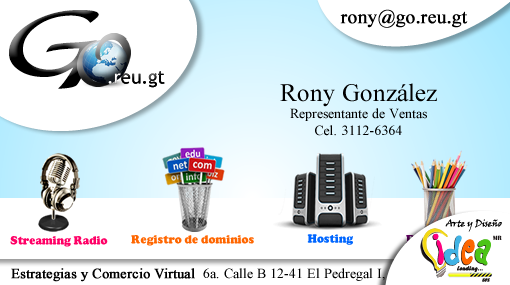 rony@go.reu.gt
Go.reu.gt
Rony González
Representante de Ventas
Cel. 3112-6364
edu
net com
info
Streaming Radio
Registro de dominios
Hosting
Arte y Diseño
idea MR
Loading...
Estrategias y Comercio Virtual 6a. Calle B 12-41 El Pedregal